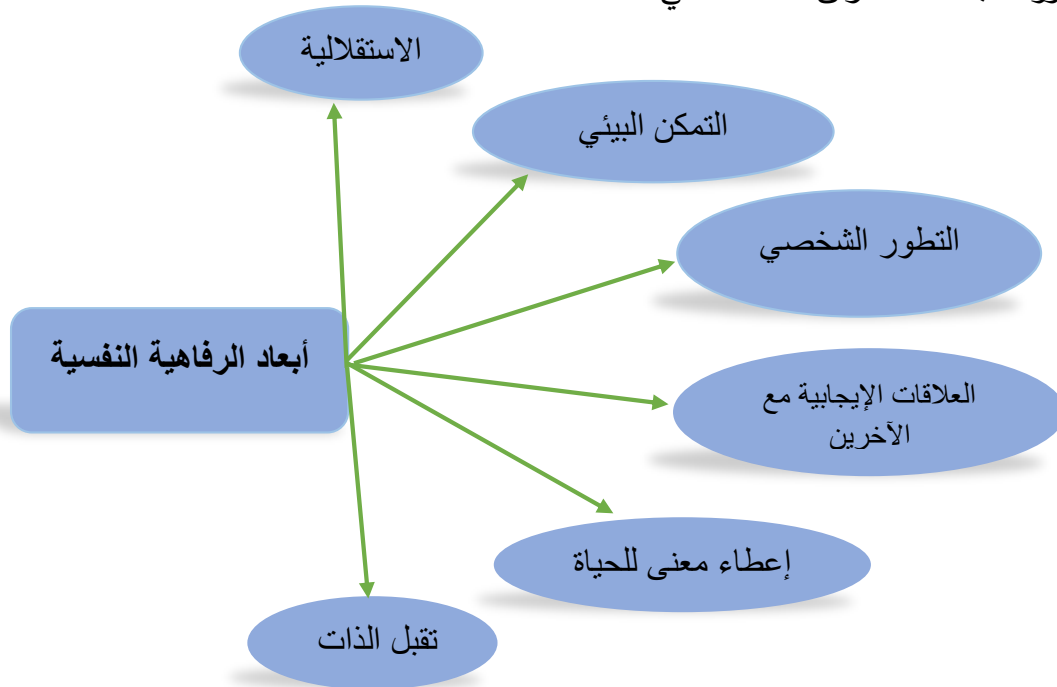 الاستقلالية
التمكن البيئي
التطور الشخصي
أبعاد الرفاهية النفسية
العلاقات الإيجابية مع
الآخرين
إعطاء معنى للحياة
تقبل الذات